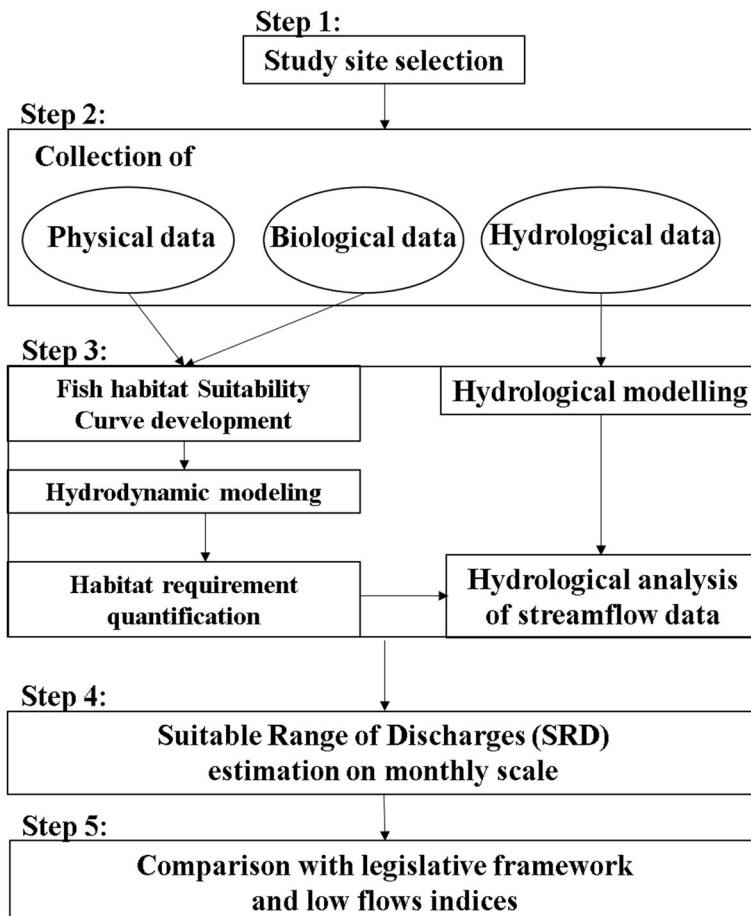 Step 1:
Study site selection
Step 2:
Collection of
Physical data
Biological data
Hydrological data
Step 3:
Fish habitat Suitability
Curve development
Hydrological modelling
Hydrodynamic modeling
Habitat requirement
quantification
Hydrological analysis
of streamflow data
Step 4:
Suitable Range of Discharges (SRD)
estimation on monthly scale
Step 5:
Comparison with legislative framework
and low flows indices